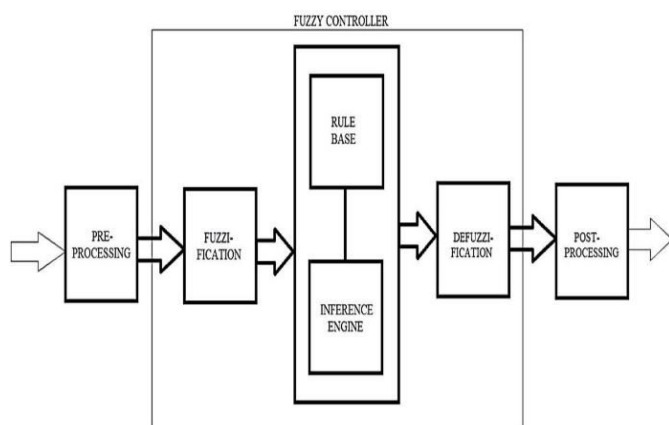 FUZZY CONTROLLER
PRE-
PROCESSING
FUZZI-
FICATION
RULE
BASE
INFERENCE
ENGINE
DEFUZZI-
FICATION
POST-
PROCESSING